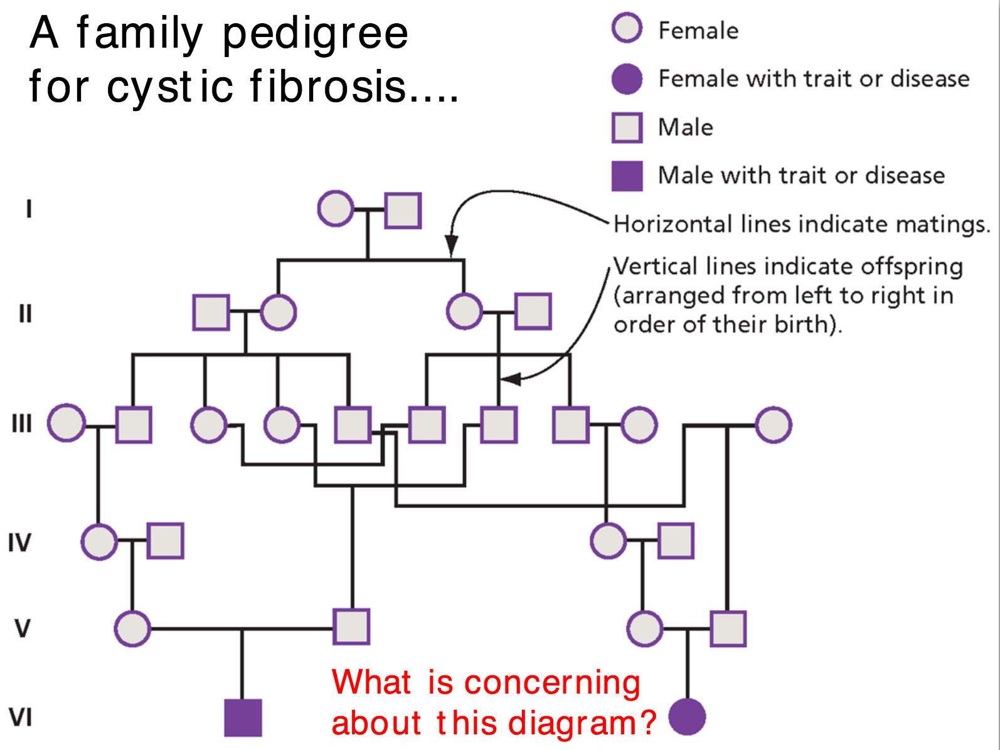 A family pedigree
for cystic fibrosis....
Female
Female with trait or disease
Male
Male with trait or disease
Horizontal lines indicate matings.
Vertical lines indicate offspring
(arranged from left to right in
order of their birth).
I
II
III
IV
V
VI
What is concerning
about this diagram?